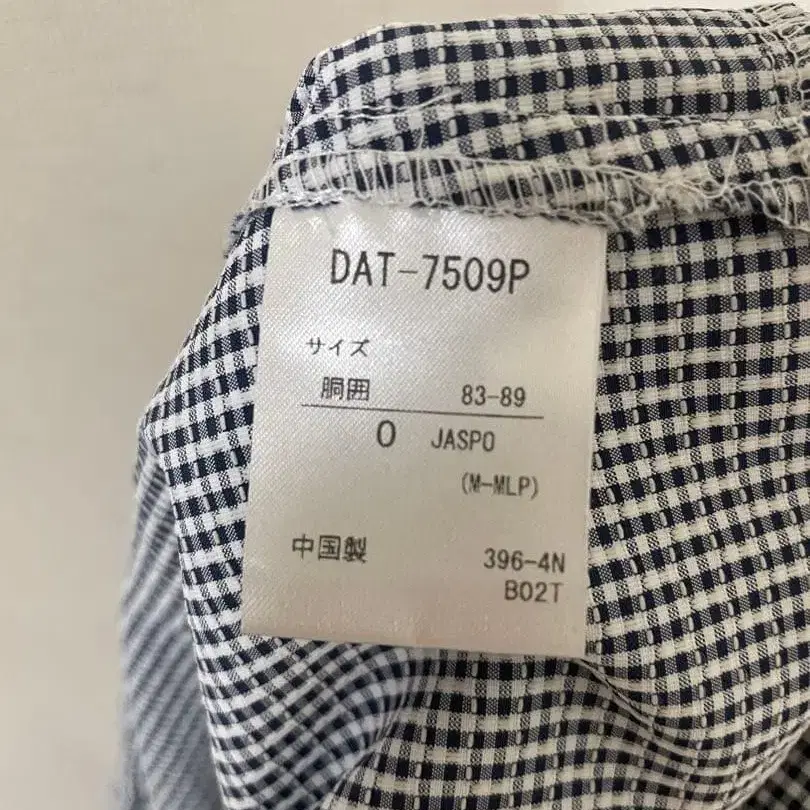 DAT-7509P
サイズ
胴囲 83-89
O JASPO
(M-MLP)
中国製 396-4N
B02T